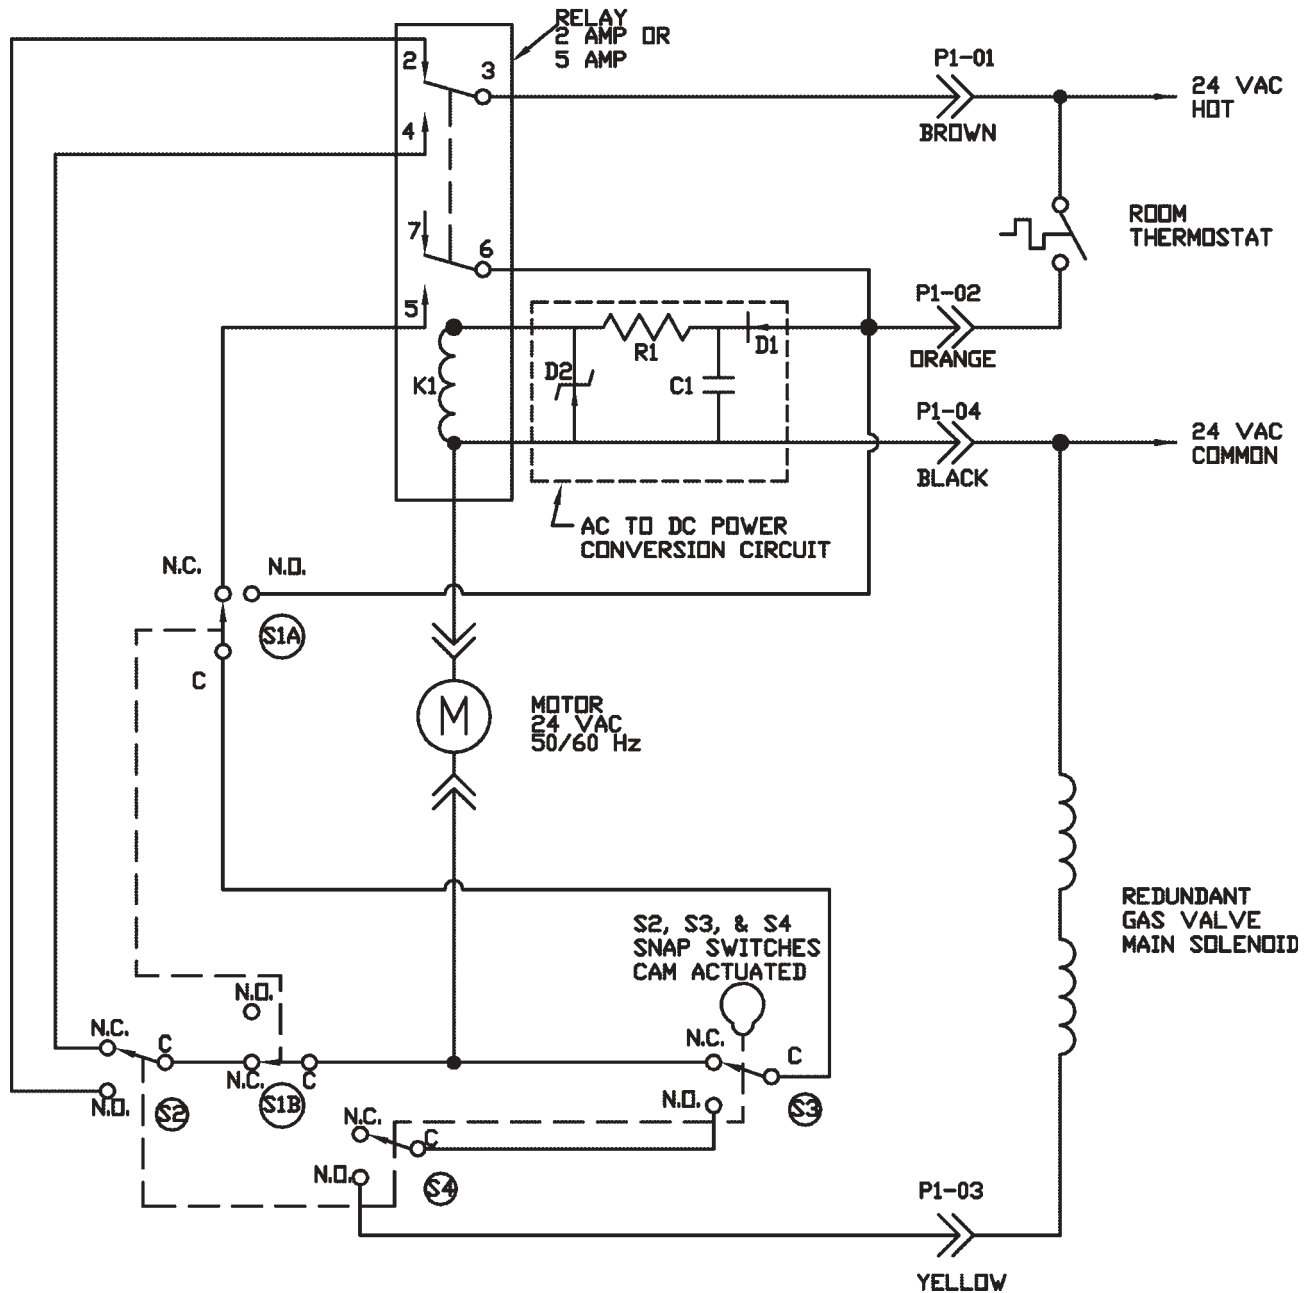 RELAY
2 AMP OR
5 AMP
P1-01
2
3
24 VAC
HOT
BROWN
4
ROOM
THERMOSTAT
7
6
P1-02
5
R1
D1
ORANGE
K1
D2
C1
P1-04
24 VAC
COMMON
BLACK
AC TO DC POWER
CONVERSION CIRCUIT
N.C.
N.O.
S1A
C
M
MOTOR
24 VAC
50/60 Hz
REDUNDANT
GAS VALVE
MAIN SOLENOID
S2, S3, & S4
SNAP SWITCHES
CAM ACTUATED
N.O.
N.C.
C
N.C.
C
N.C.
C
N.O.
S2
S1B
N.O.
S3
N.C.
C
N.O.
S4
P1-03
YELLOW